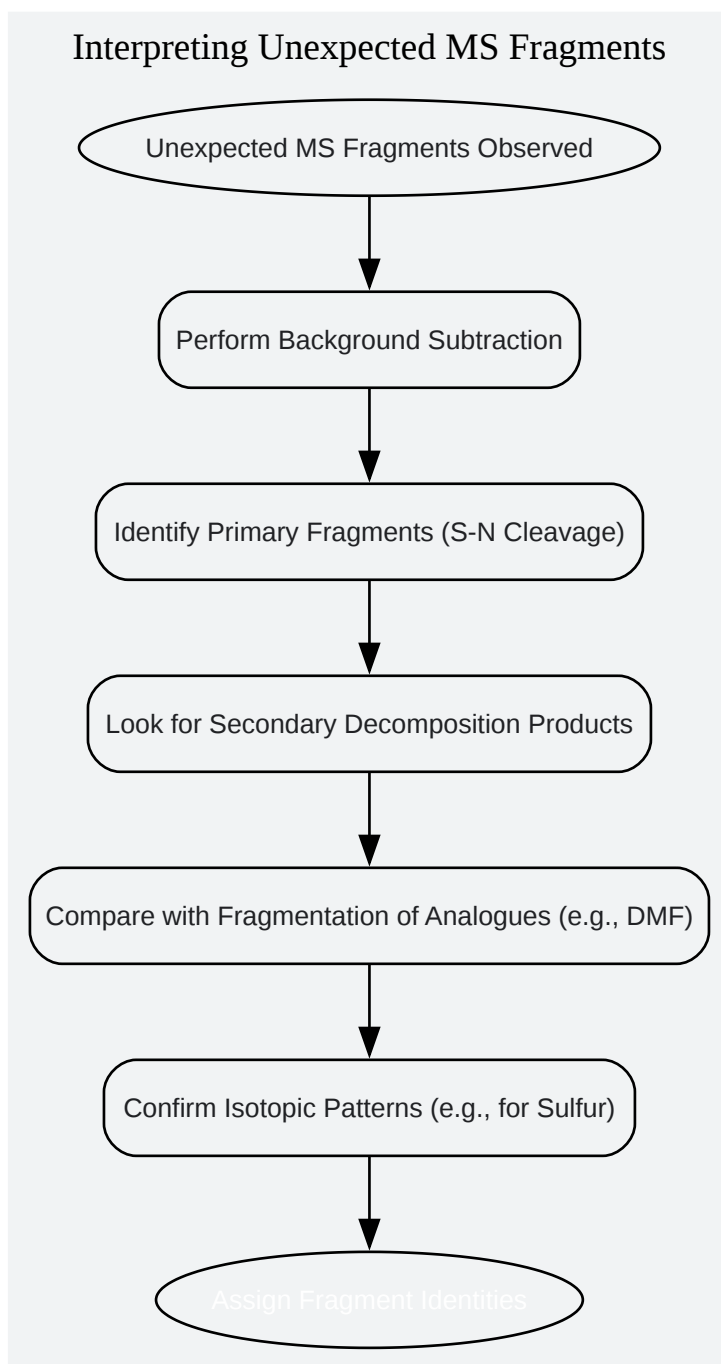 Interpreting Unexpected MS Fragments
Unexpected MS Fragments Observed
Perform Background Subtraction
Identify Primary Fragments (S-N Cleavage)
Look for Secondary Decomposition Products
Compare with Fragmentation of Analogues (e.g., DMF)
Confirm Isotopic Patterns (e.g., for Sulfur)
Assign Fragment Identities